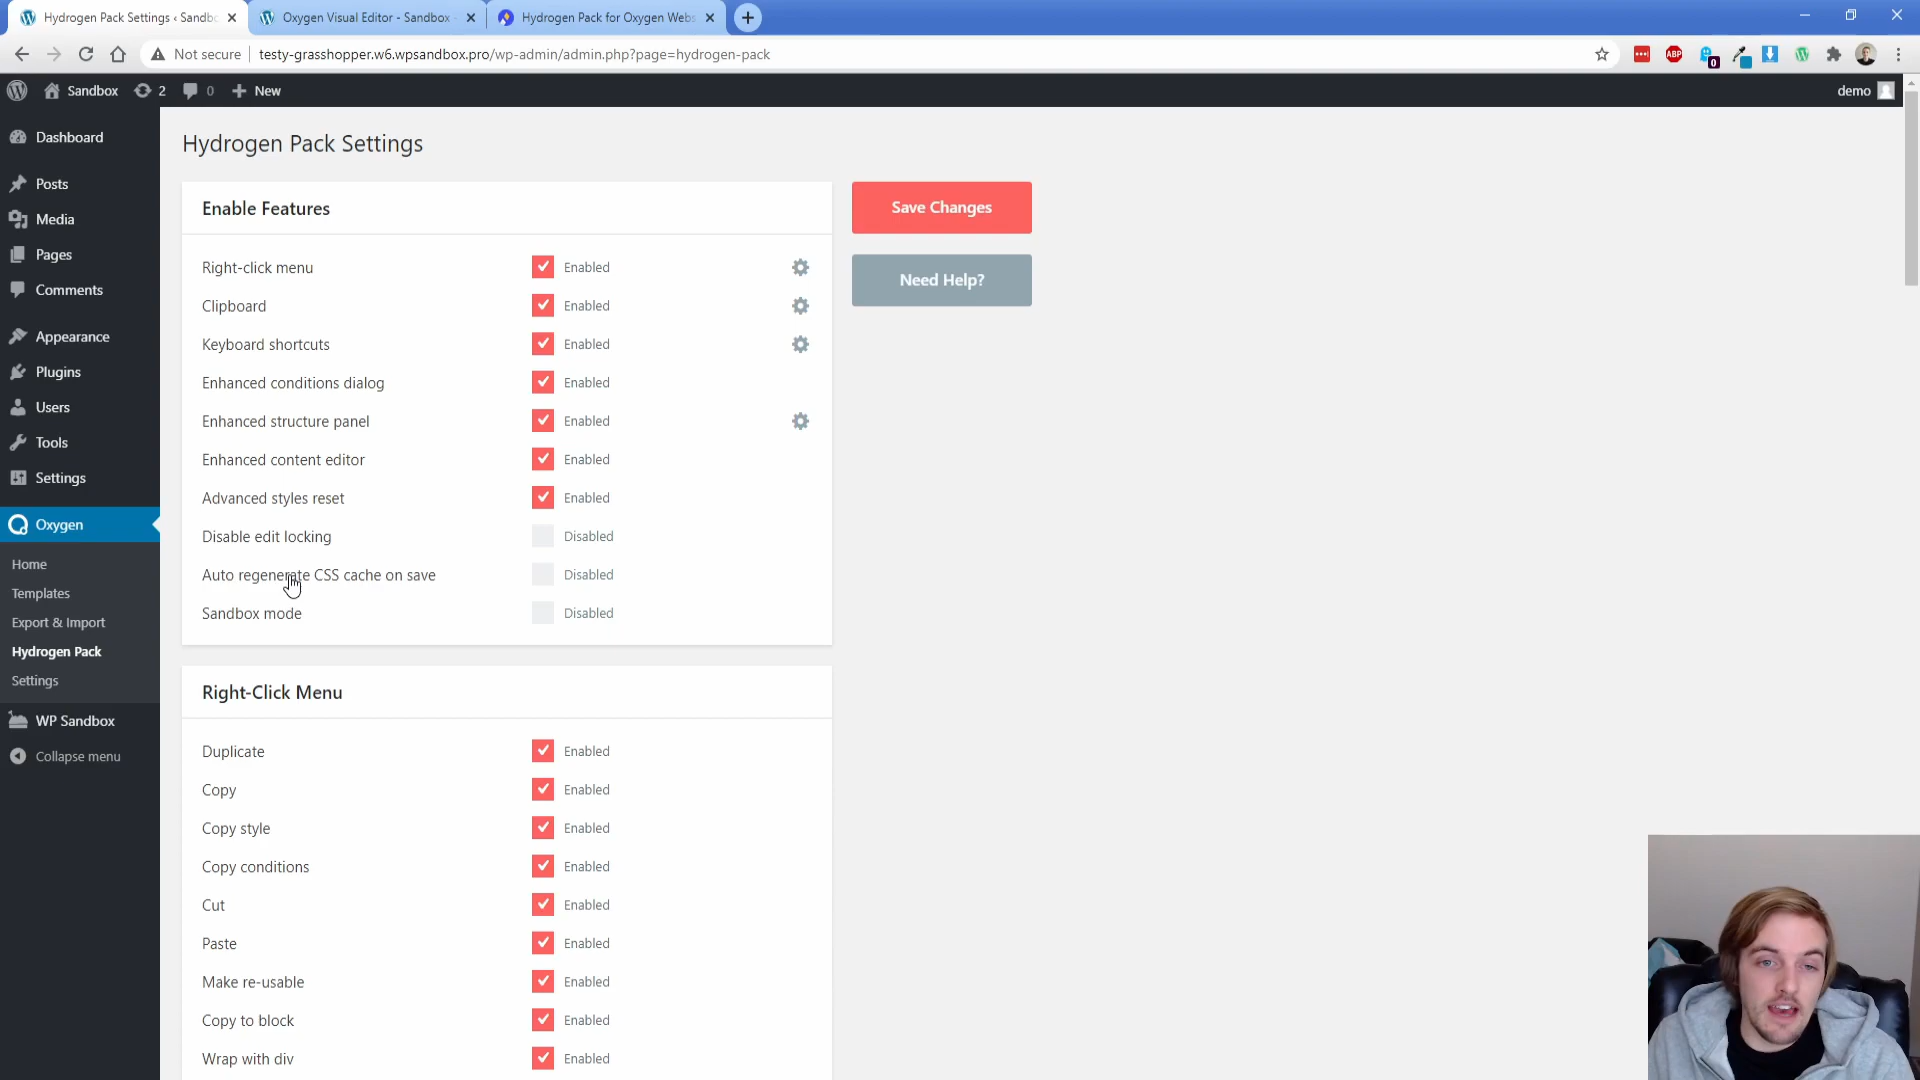 Hydrogen Pack Settings ‹ Sandbo
Oxygen Visual Editor - Sandbox -
Hydrogen Pack for Oxygen Webs
Not secure
testy-grasshopper.w6.wpsandbox.pro/wp-admin/admin.php?page=hydrogen-pack
ABP
0
Sandbox
2
0
New
demo
Dashboard
Posts
Media
Pages
Comments
Appearance
Plugins
Users
Tools
Settings
Oxygen
Home
Templates
Export & Import
Hydrogen Pack
Settings
WP Sandbox
Collapse menu
Hydrogen Pack Settings
Enable Features
Right-click menu Enabled
Clipboard Enabled
Keyboard shortcuts Enabled
Enhanced conditions dialog Enabled
Enhanced structure panel Enabled
Enhanced content editor Enabled
Advanced styles reset Enabled
Disable edit locking Disabled
Auto regenerate CSS cache on save Disabled
Sandbox mode Disabled
Save Changes
Need Help?
Right-Click Menu
Duplicate Enabled
Copy Enabled
Copy style Enabled
Copy conditions Enabled
Cut Enabled
Paste Enabled
Make re-usable Enabled
Copy to block Enabled
Wrap with div Enabled